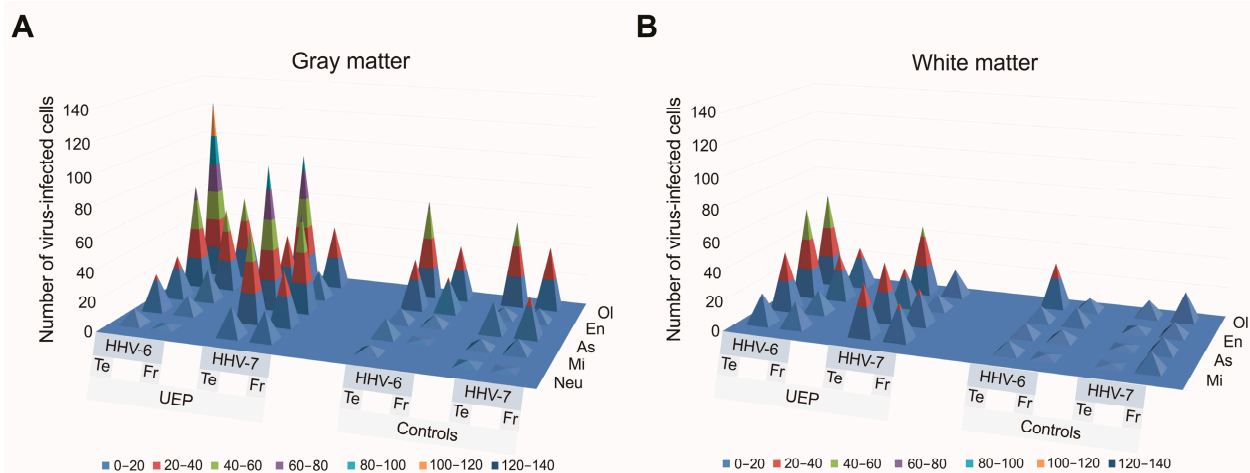 A
Gray matter
Number of virus-infected cells
140
120
100
80
60
40
20
0
Ol
En
As
Mi
Neu
HHV-6
HHV-7
HHV-6
HHV-7
Te
Fr
Te
Fr
Te
Fr
Te
Fr
UEP
Controls
0–20
20–40
40–60
60–80
80–100
100–120
120–140
B
White matter
Number of virus-infected cells
140
120
100
80
60
40
20
0
Ol
En
As
Mi
HHV-6
HHV-7
HHV-6
HHV-7
Te
Fr
Te
Fr
Te
Fr
Te
Fr
UEP
Controls
0–20
20–40
40–60
60–80
80–100
100–120
120–140